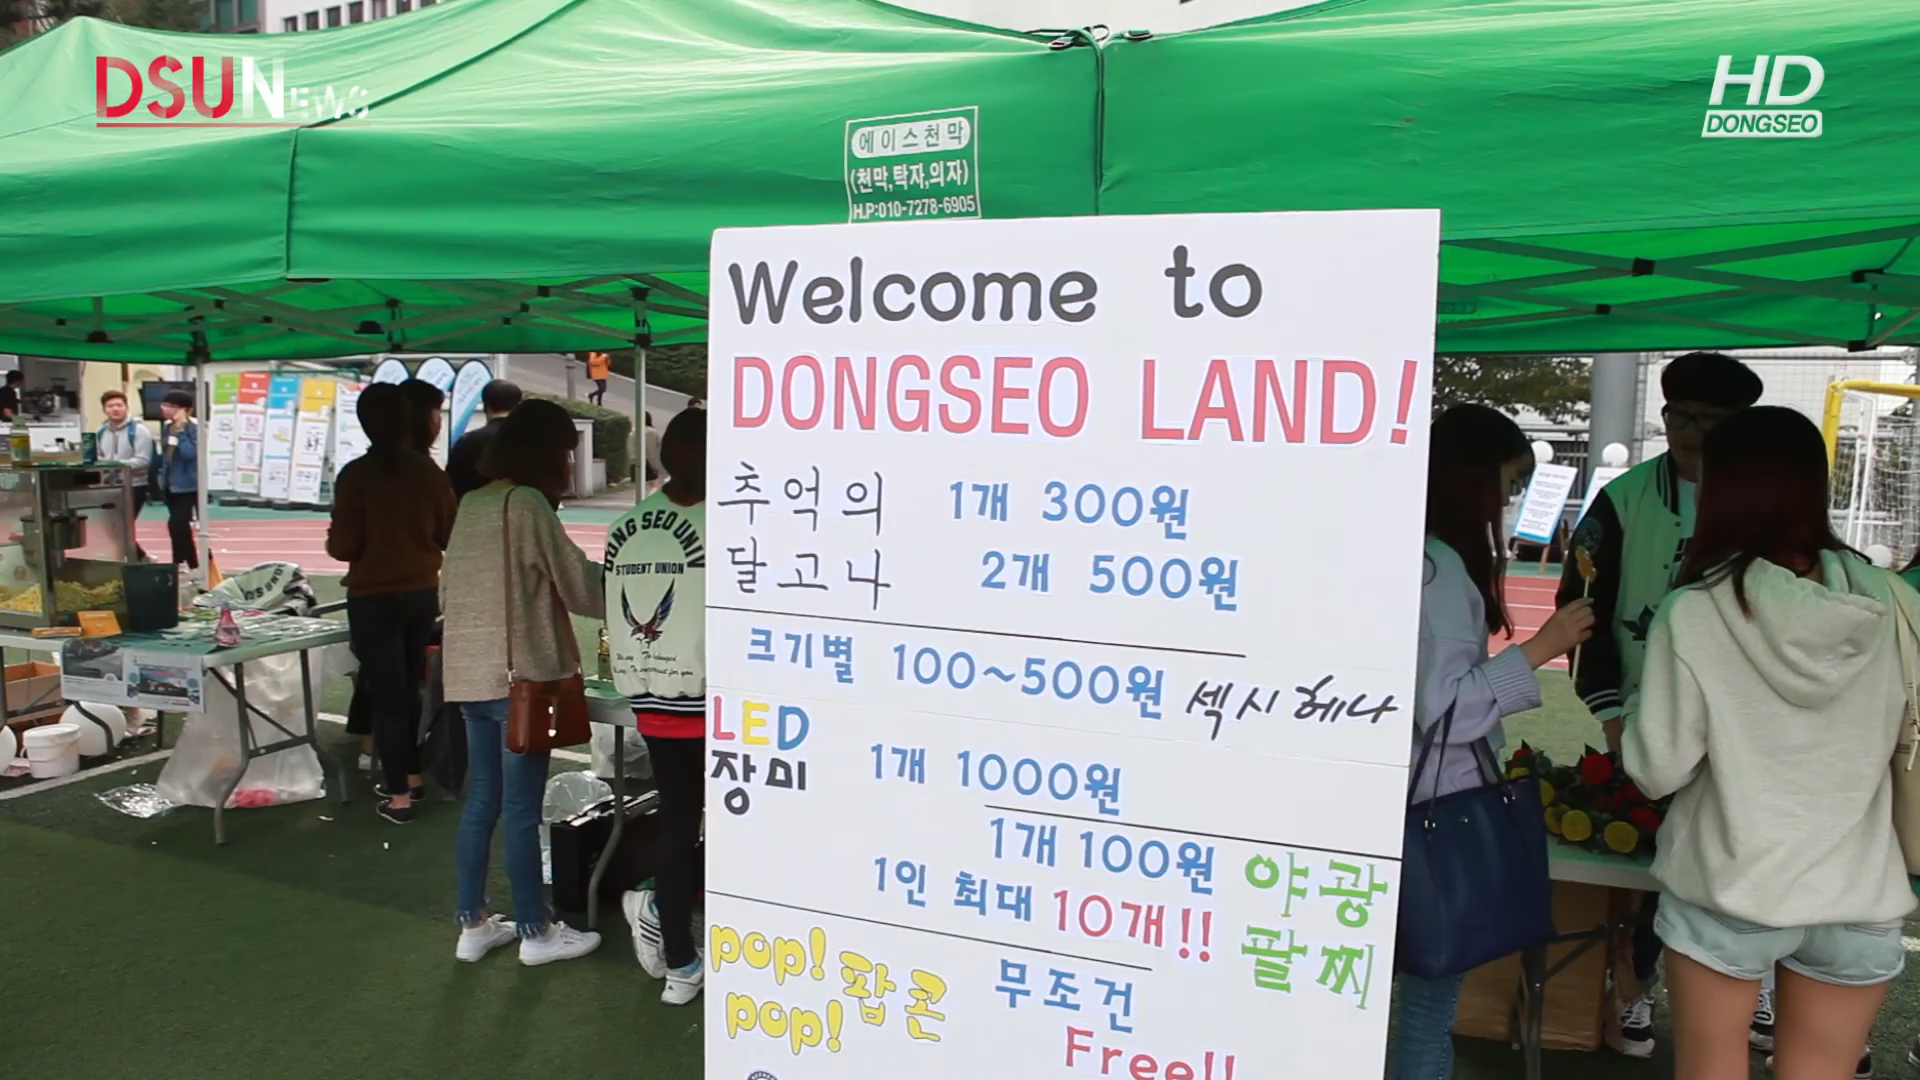 DSUNEWS
HD
DONGSEO
에이스천막
(천막,탁자,의자)
H.P:010-7278-6905
Welcome to
DONGSEO LAND!
추억의 1개 300원
달고나 2개 500원
크기별 100~500원 섹시헤나
LED
장미 1개 1000원
1개 100원 야광
1인 최대 10개!! 팔찌
pop! 팝콘 무조건
pop! Free!!
DONG SEO UNIV
STUDENT UNION